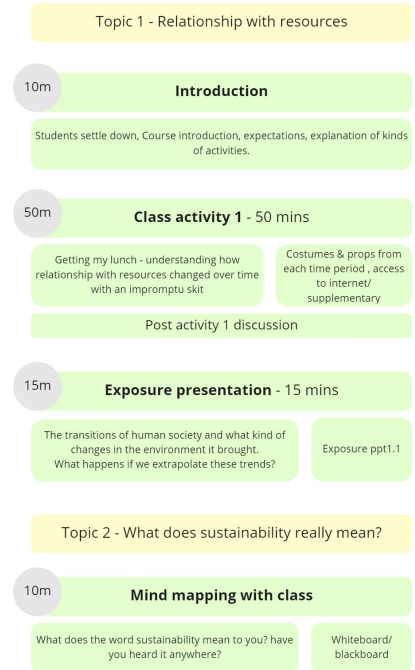 Topic 1 - Relationship with resources
10m
Introduction
Students settle down, Course introduction, expectations, explanation of kinds
of activities.
50m
Class activity 1 - 50 mins
Getting my lunch - understanding how
relationship with resources changed over time
with an impromptu skit
Costumes & props from
each time period , access
to internet/
supplementary
Post activity 1 discussion
15m
Exposure presentation - 15 mins
The transitions of human society and what kind of
changes in the environment it brought.
What happens if we extrapolate these trends?
Exposure ppt1.1
Topic 2 - What does sustainability really mean?
10m
Mind mapping with class
What does the word sustainability mean to you? have
you heard it anywhere?
Whiteboard/
blackboard